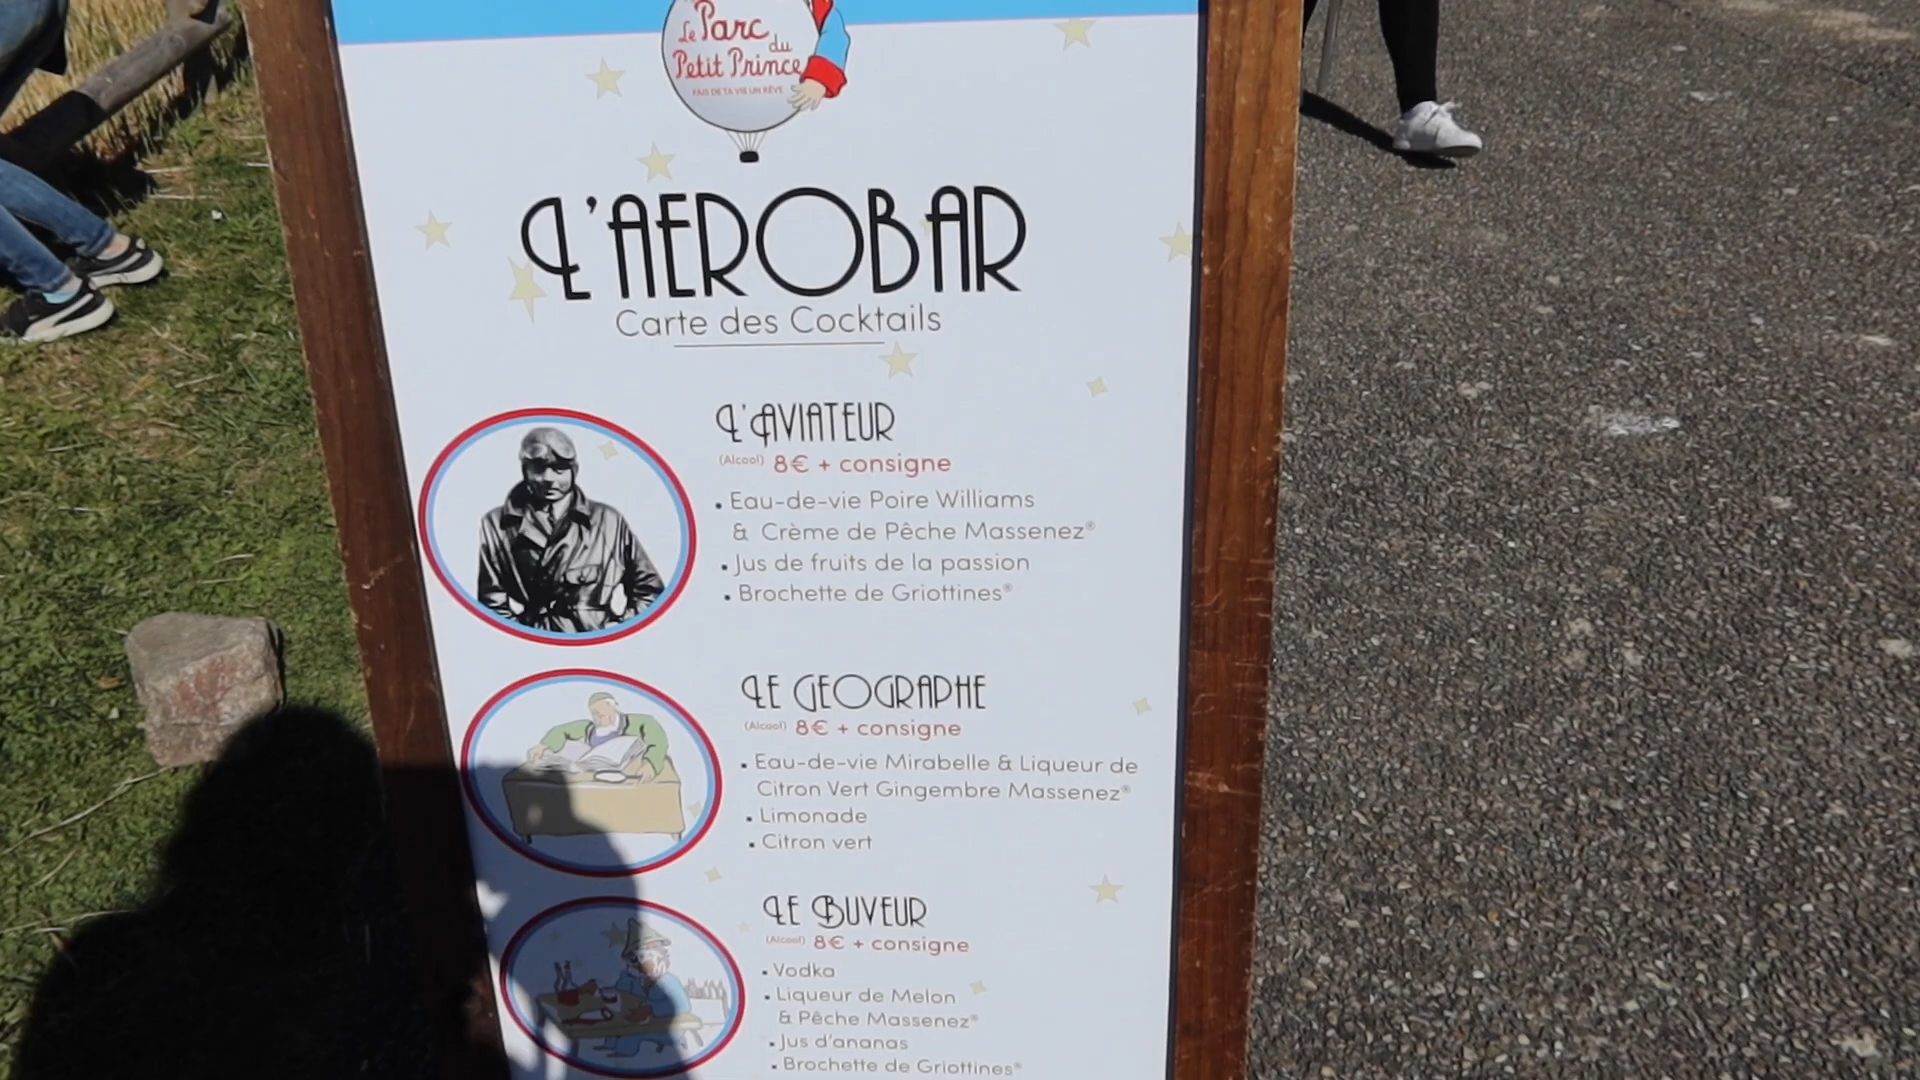 Le Parc
du
Petit Prince
FAIS DE TA VIE UN RÊVE
L'AEROBAR
Carte des Cocktails
L'AVIATEUR
(Alcool) 8€ + consigne
• Eau-de-vie Poire Williams
& Crème de Pêche Massenez®
• Jus de fruits de la passion
• Brochette de Griottines®
LE GEOGRAPHE
(Alcool) 8€ + consigne
• Eau-de-vie Mirabelle & Liqueur de
Citron Vert Gingembre Massenez®
• Limonade
• Citron vert
LE BUVEUR
(Alcool) 8€ + consigne
• Vodka
• Liqueur de Melon
& Pêche Massenez®
• Jus d'ananas
• Brochette de Griottines®